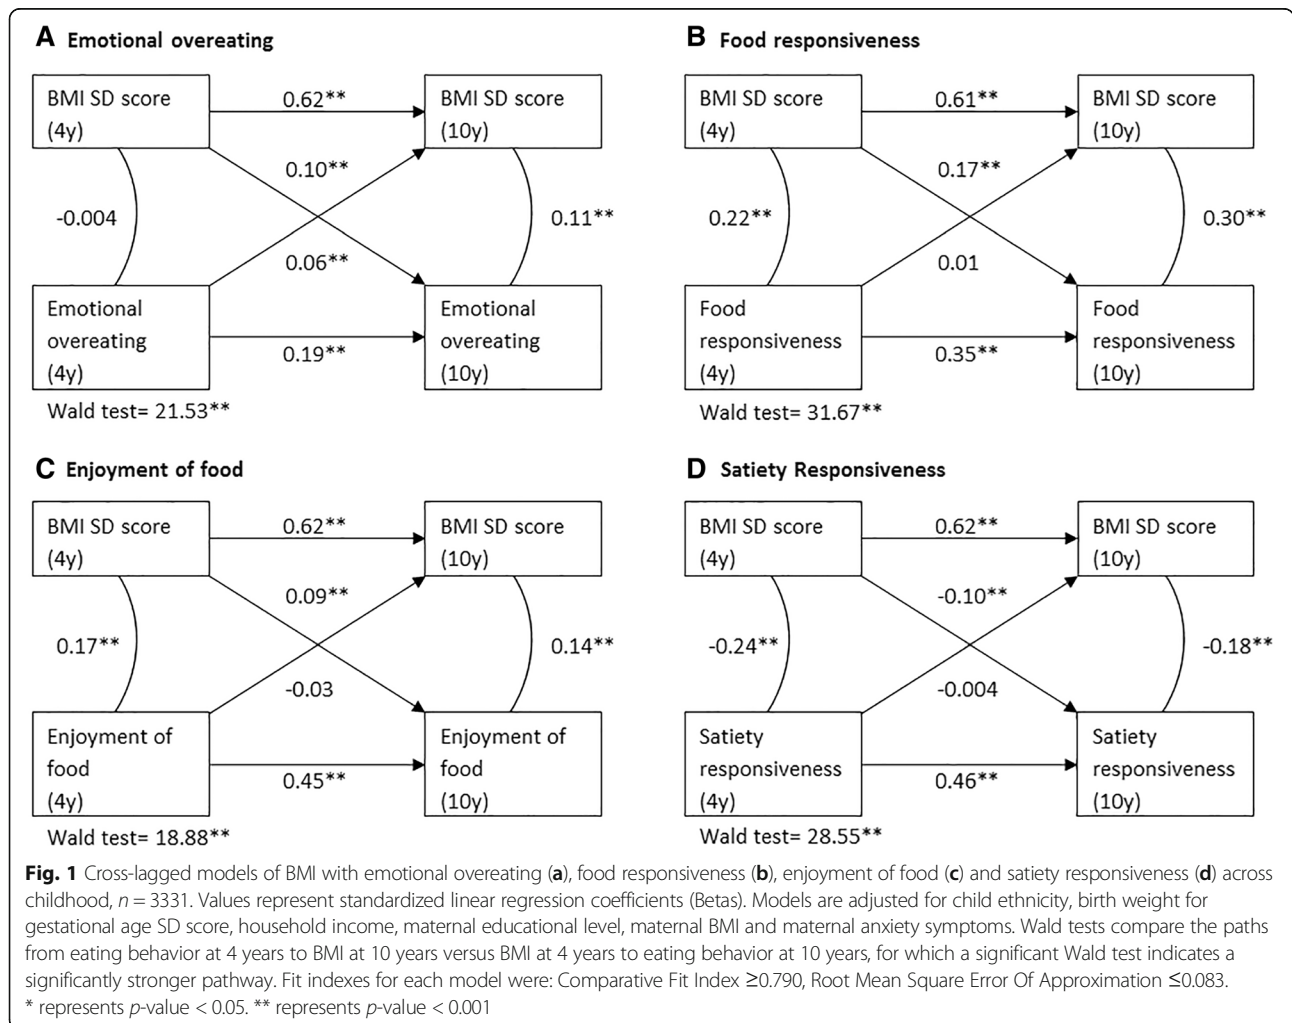 A Emotional overeating
BMI SD score
(4y)
0.62**
BMI SD score
(10y)
0.10**
-0.004
0.11**
0.06**
Emotional
overeating
(4y)
0.19**
Emotional
overeating
(10y)
Wald test= 21.53**
B Food responsiveness
BMI SD score
(4y)
0.61**
BMI SD score
(10y)
0.17**
0.22**
0.30**
0.01
Food
responsiveness
(4y)
0.35**
Food
responsiveness
(10y)
Wald test= 31.67**
C Enjoyment of food
BMI SD score
(4y)
0.62**
BMI SD score
(10y)
0.09**
0.17**
0.14**
-0.03
Enjoyment of
food
(4y)
0.45**
Enjoyment of
food
(10y)
Wald test= 18.88**
D Satiety Responsiveness
BMI SD score
(4y)
0.62**
BMI SD score
(10y)
-0.10**
-0.24**
-0.18**
-0.004
Satiety
responsiveness
(4y)
0.46**
Satiety
responsiveness
(10y)
Wald test= 28.55**
Fig. 1 Cross-lagged models of BMI with emotional overeating (a), food responsiveness (b), enjoyment of food (c) and satiety responsiveness (d) across
childhood, n = 3331. Values represent standardized linear regression coefficients (Betas). Models are adjusted for child ethnicity, birth weight for
gestational age SD score, household income, maternal educational level, maternal BMI and maternal anxiety symptoms. Wald tests compare the paths
from eating behavior at 4 years to BMI at 10 years versus BMI at 4 years to eating behavior at 10 years, for which a significant Wald test indicates a
significantly stronger pathway. Fit indexes for each model were: Comparative Fit Index ≥0.790, Root Mean Square Error Of Approximation ≤0.083.
* represents p-value < 0.05. ** represents p-value < 0.001